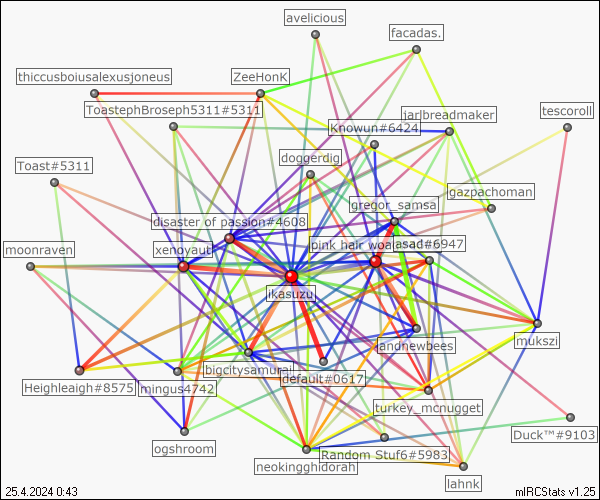 avelicious
facadas.
thiccusboiusalexusjoneus
ZeeHonK
ToastephBroseph5311#5311
jarlbreadmaker
tescoroll
Knowun#6424
doggerdig
Toast#5311
gazpachoman
gregor_samsa
disaster of passion#4608
moonraven
xenoyaut
pink hair
asad#6947
ikasuzu
landnewbees
mukszi
bigcitysamurai
default#0617
Heighleaigh#8575
mingus4742
turkey_mcnugget
Duck™#9103
ogshroom
Random Stuf6#5983
neokingghidorah
lahnk
25.4.2024 0:43
mIRCStats v1.25